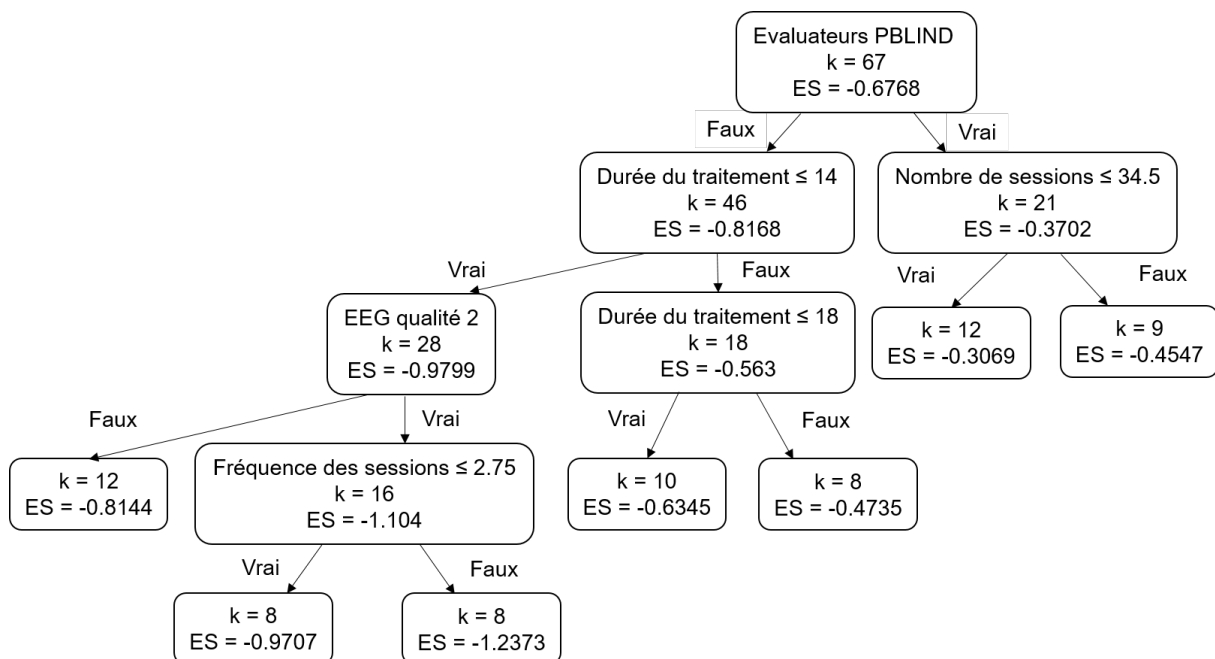 Evaluateurs PBLIND
k = 67
ES = -0.6768
Faux
Vrai
Durée du traitement ≤ 14
k = 46
ES = -0.8168
Nombre de sessions ≤ 34.5
k = 21
ES = -0.3702
Vrai
Faux
Vrai
Faux
EEG qualité 2
k = 28
ES = -0.9799
Durée du traitement ≤ 18
k = 18
ES = -0.563
k = 12
ES = -0.3069
k = 9
ES = -0.4547
Faux
Vrai
Vrai
Faux
k = 12
ES = -0.8144
Fréquence des sessions ≤ 2.75
k = 16
ES = -1.104
k = 10
ES = -0.6345
k = 8
ES = -0.4735
Vrai
Faux
k = 8
ES = -0.9707
k = 8
ES = -1.2373